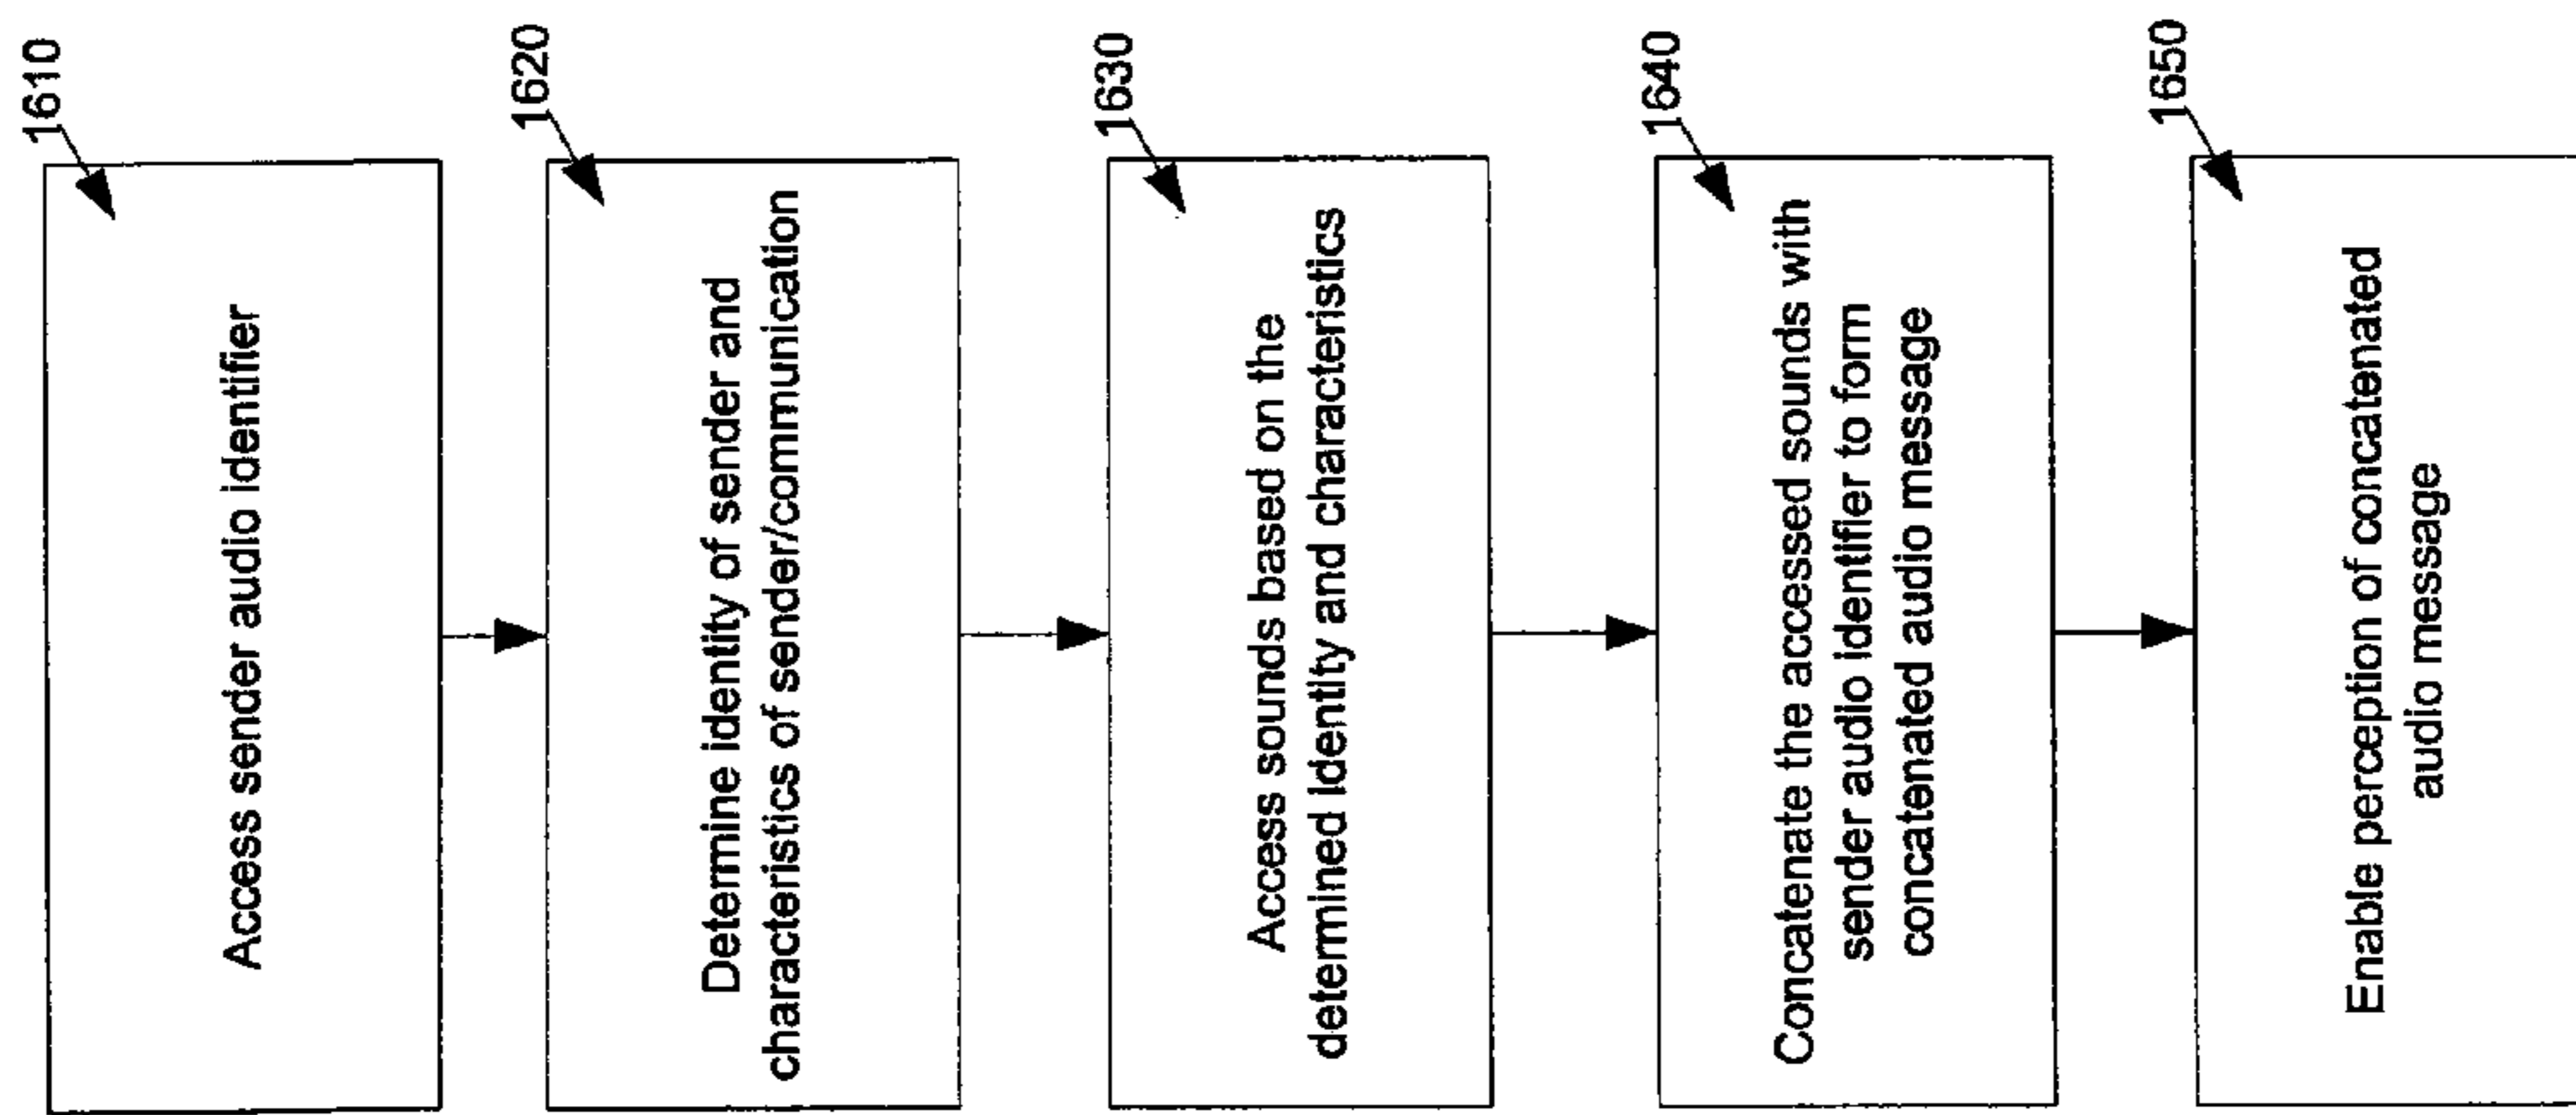 1610
Access sender audio identifier
1620
Determine identity of sender and
characteristics of sender/communication
1630
Access sounds based on the
determined identity and characteristics
1640
Concatenate the accessed sounds with
sender audio identifier to form
concatenated audio message
1650
Enable perception of concatenated
audio message